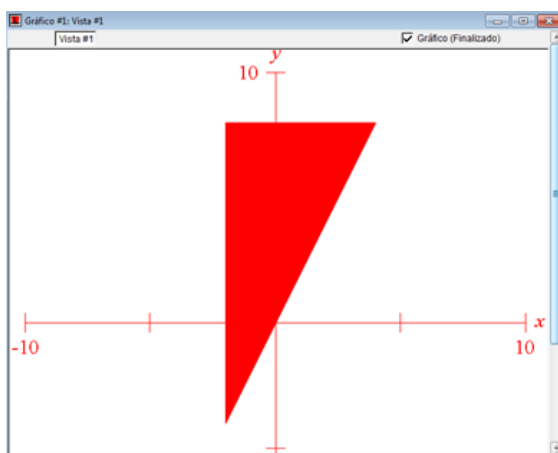 Gráfico #1: Vista #1
Vista #1
Gráfico (Finalizado)
y
10
x
-10
10